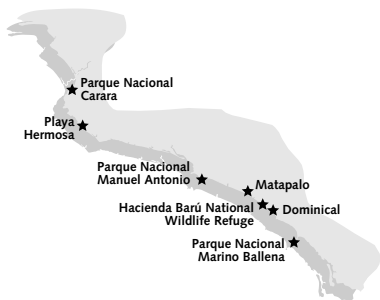 Parque Nacional
Carara
Playa
Hermosa
Parque Nacional
Manuel Antonio
Matapalo
Hacienda Barú National
Wildlife Refuge
Dominical
Parque Nacional
Marino Ballena